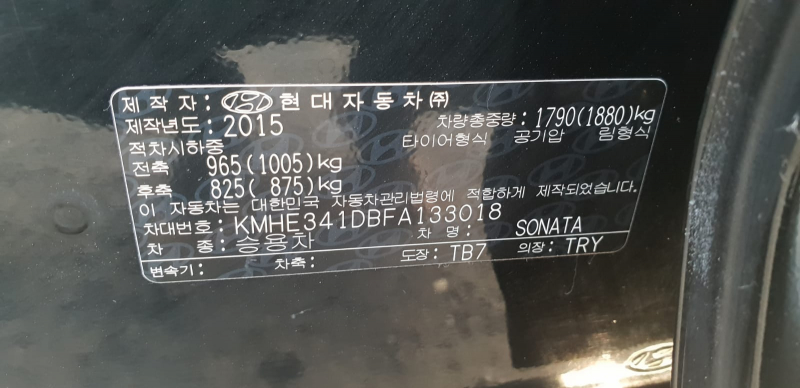 제 작 자 : 현대자동차㈜
제작년도 : 2015 차량총중량 : 1790(1880)kg
적차시하중 타이어형식 공기압 림형식
전축 965(1005)kg
후축 825( 875)kg
이 자동차는 대한민국 자동차관리법령에 적합하게 제작되었습니다.
차대번호 : KMHE341DBFA133018
차 종 : 승용차 차 명 : SONATA
변속기 : 차축 : 도장 : TB7 의장 : TRY